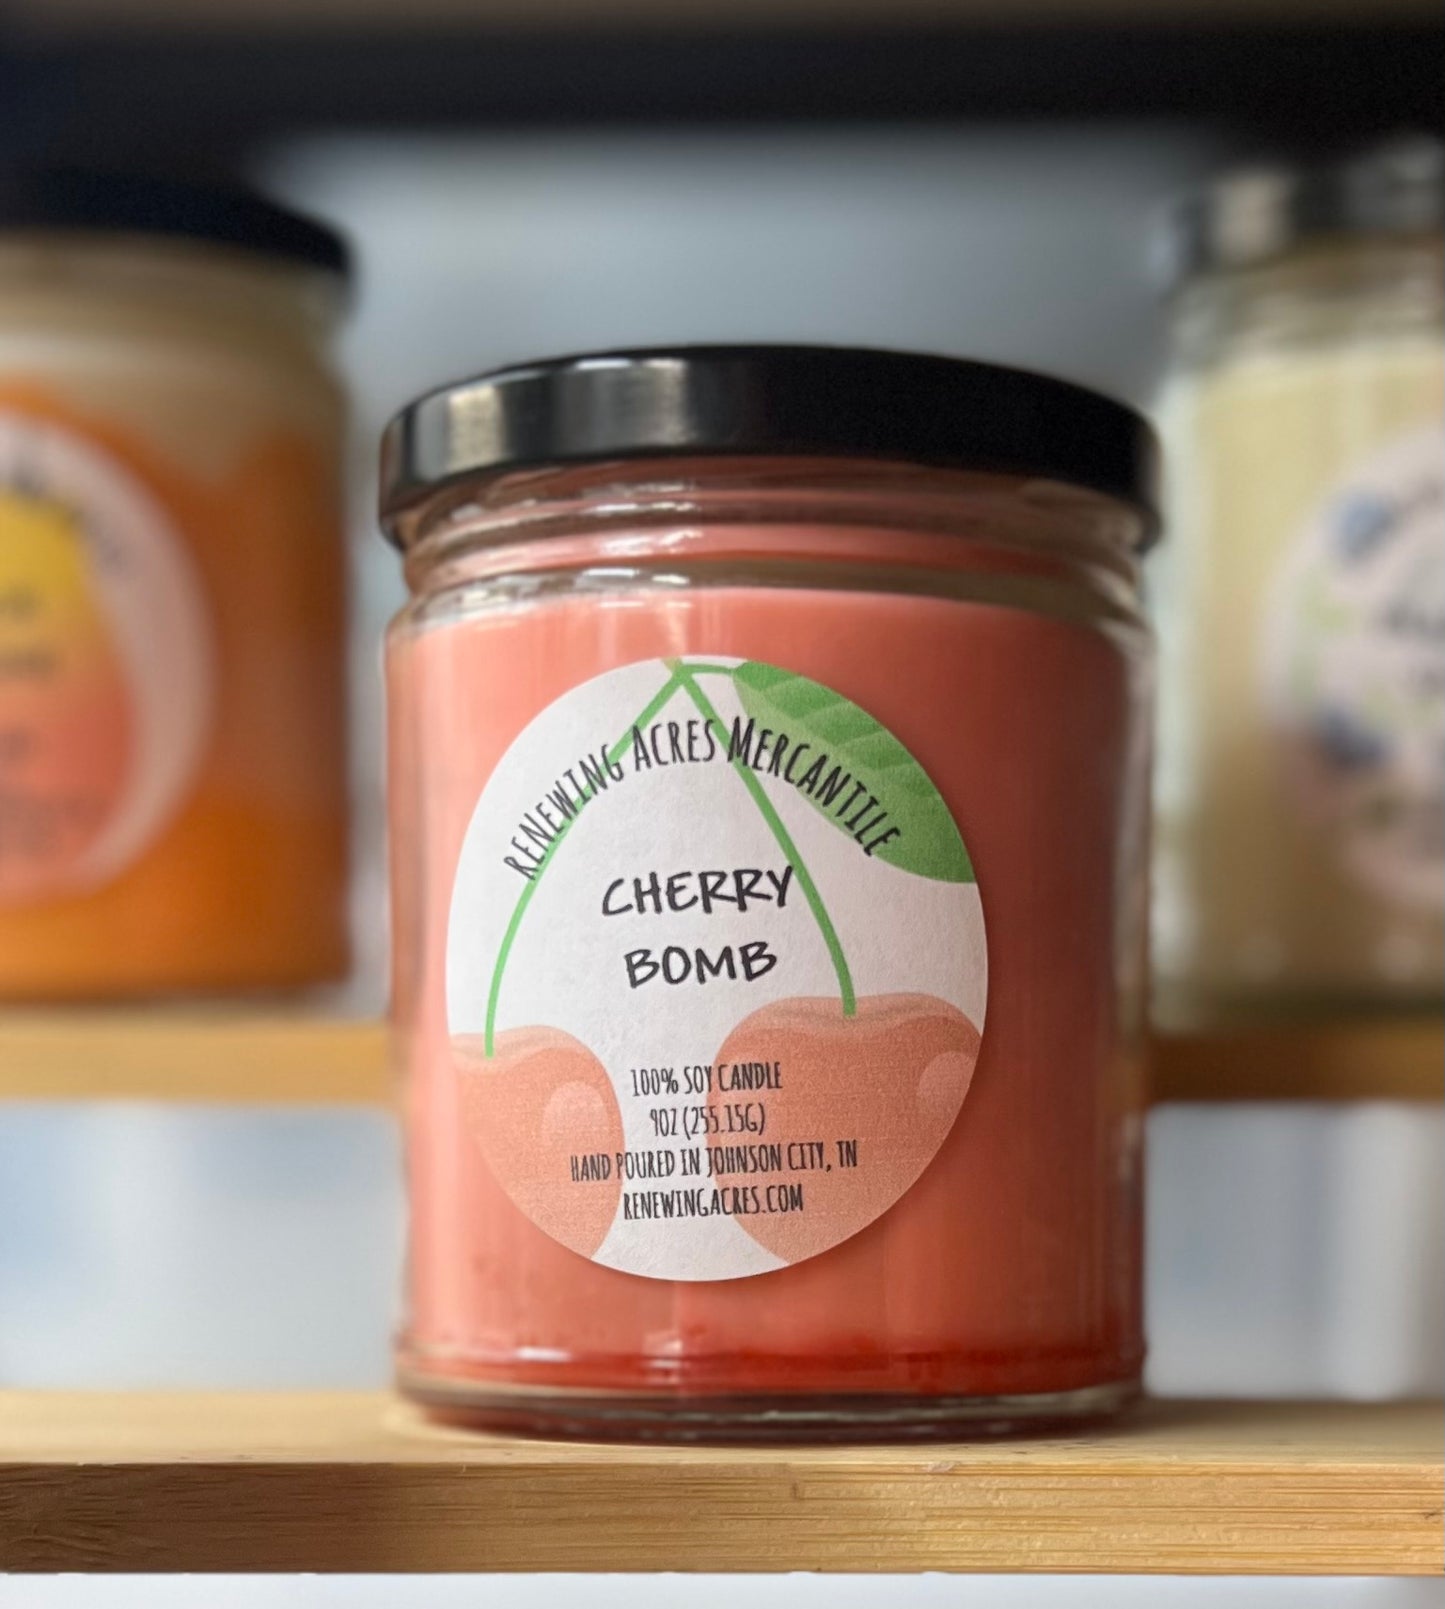 RENEWING ACRES MERCANTILE
CHERRY
BOMB
100% SOY CANDLE
9OZ (255.15G)
HAND POURED IN JOHNSON CITY, TN
RENEWINGACRES.COM